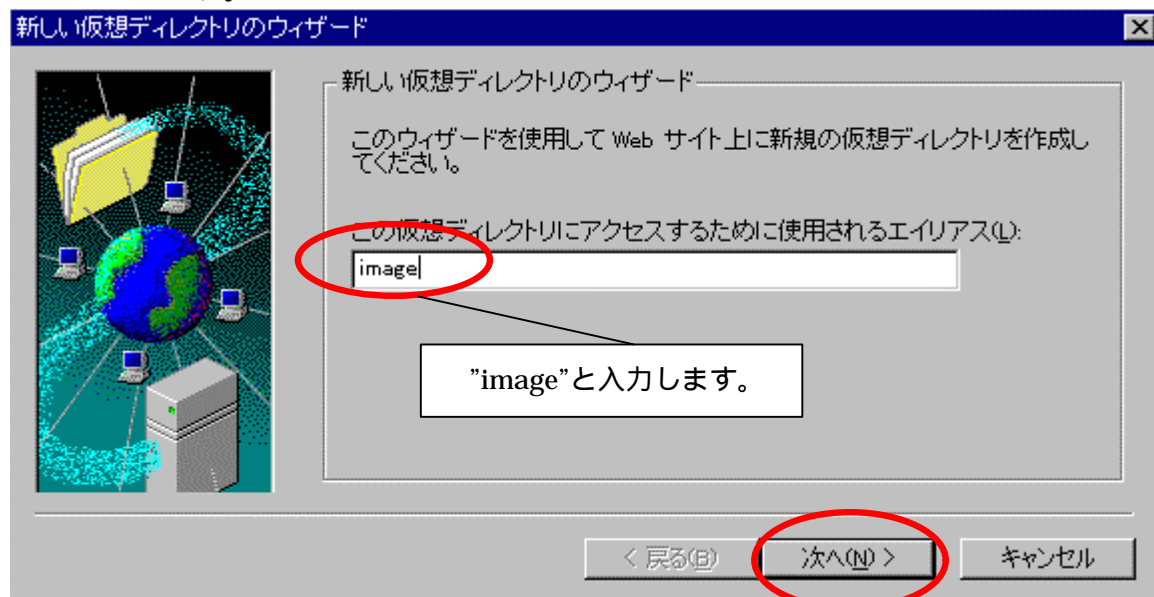 新しい仮想ディレクトリのウィザード
新しい仮想ディレクトリのウィザード
このウィザードを使用して Web サイト上に新規の仮想ディレクトリを作成し
てください。
この仮想ディレクトリにアクセスするために使用されるエイリアス(L):
image
”image”と入力します。
< 戻る(B)
次へ(N) >
キャンセル